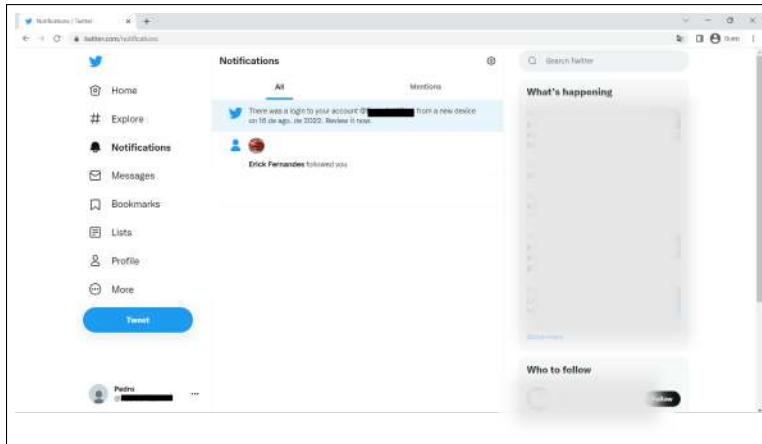 Notifications / Twitter
twitter.com/notifications
Notifications
Search Twitter
All
Mentions
There was a login to your account @ from a new device
on 16 de ago. de 2022. Review it now.
Erick Fernandes followed you
Home
Explore
Notifications
Messages
Bookmarks
Lists
Profile
More
Tweet
Pedro
@
What's happening
Show more
Who to follow
Follow